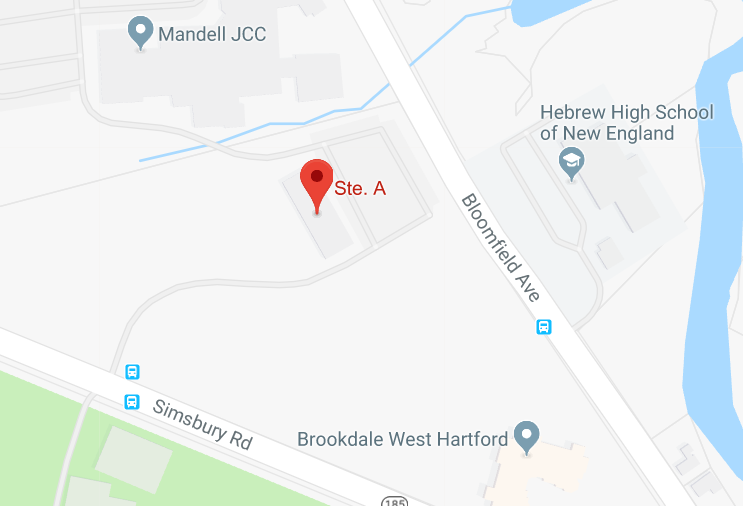 Mandell JCC
Hebrew High School
of New England
Ste. A
Bloomfield Ave
Simsbury Rd
Brookdale West Hartford
185